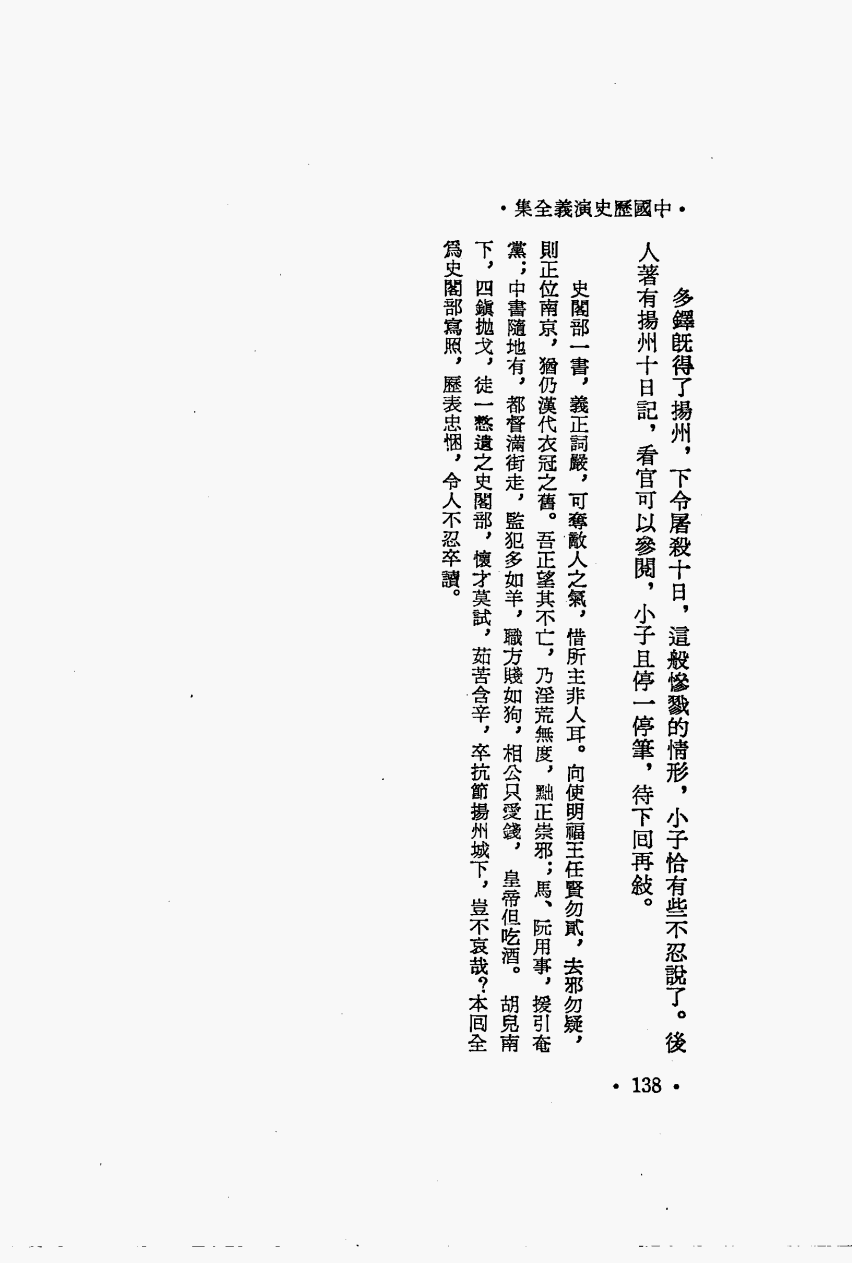 •中國歷史演義全集•
多鐸旣得了揚州，下令屠殺十日，這般慘戮的情形，小子恰有些不忍說了。後
人著有揚州十日記，看官可以參閱，小子且停一停筆，待下回再敍。
史閣部一書，義正詞嚴，可奪敵人之氣，惜所主非人耳。向使明福王任賢勿貳，去邪勿疑，
則正位南京，猶仍漢代衣冠之舊。吾正望其不亡，乃淫荒無度，黜正崇邪；馬、阮用事，援引奄
黨；中書隨地有，都督滿街走，監犯多如羊，職方賤如狗，相公只愛錢，皇帝但吃酒。胡兒南
下，四鎭拋戈，徒一憖遺之史閣部，懷才莫試，茹苦含辛，卒抗節揚州城下，豈不哀哉？本回全
爲史閣部寫照，歷表忠悃，令人不忍卒讀。
•138•